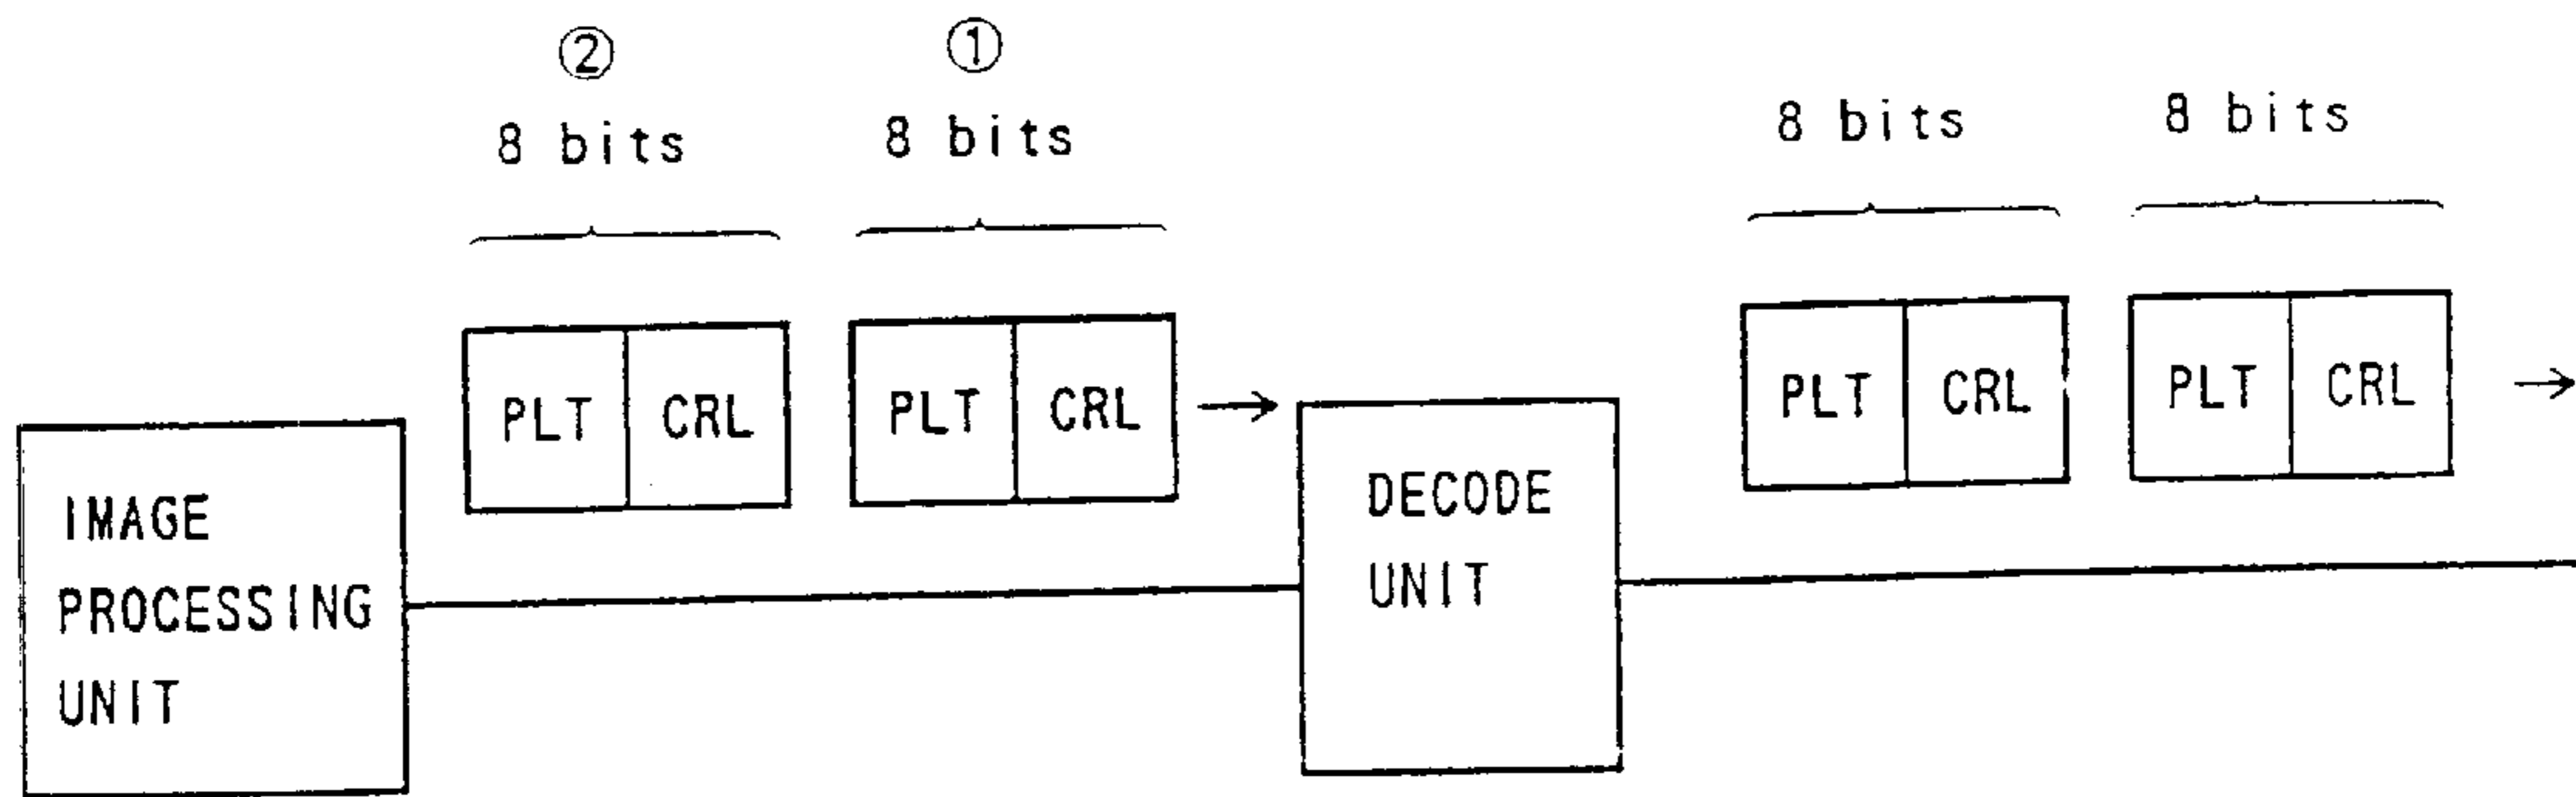 ② ①
8 bits 8 bits 8 bits 8 bits
PLT CRL PLT CRL PLT CRL PLT CRL
IMAGE
PROCESSING
UNIT
DECODE
UNIT